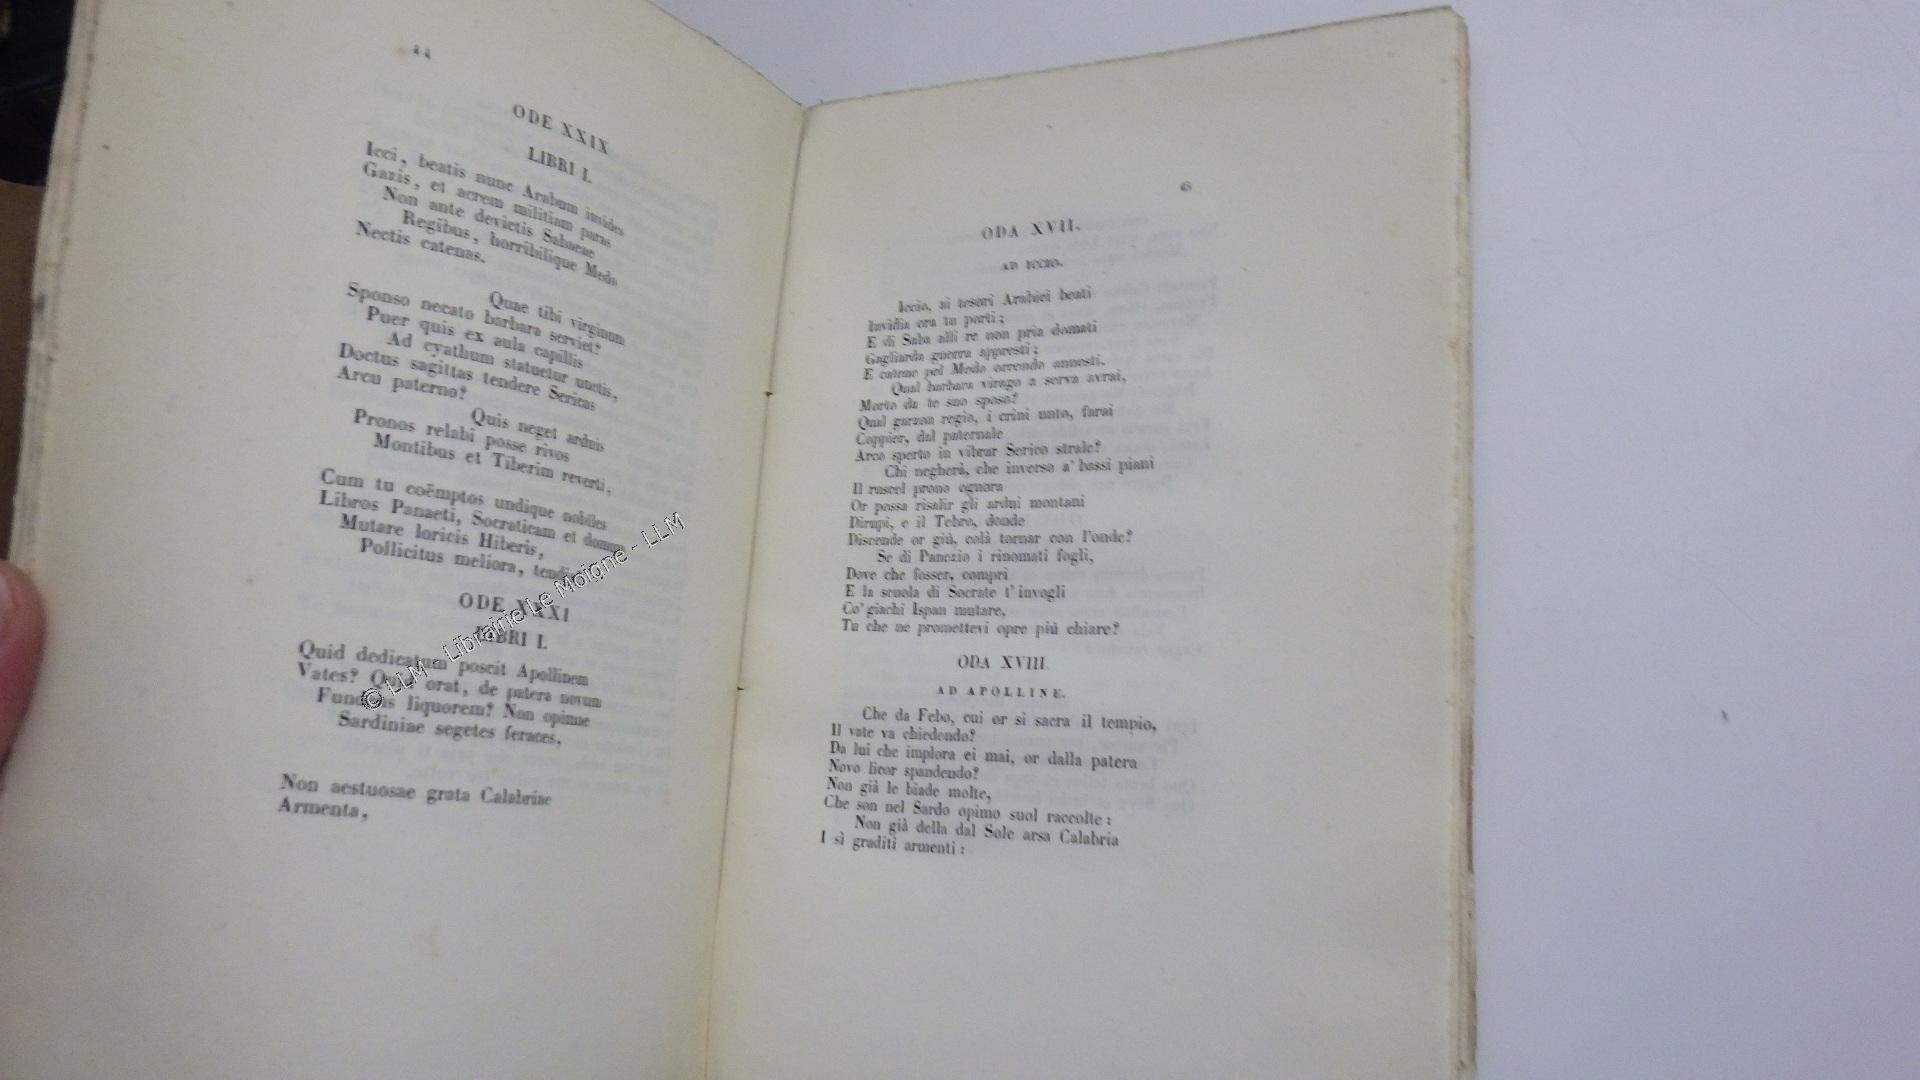 44
ODE XXIX
LIBRI I.
Icci, beatis nunc Arabum invides
Gazis, et acrem militiam paras
Non ante devictis Sabaeae
Regibus, horribilique Medo
Nectis catenas.
Quae tibi virginum
Sponso necato barbara serviet?
Puer quis ex aula capillis
Ad cyathum statuetur unctis,
Doctus sagittas tendere Sericas
Arcu paterno?
Quis neget arduis
Pronos relabi posse rivos
Montibus et Tiberim reverti,
Cum tu coëmptos undique nobiles
Libros Panaeti, Socraticam et domum
Mutare loricis Hiberis,
Pollicitus meliora, tendis?
ODE XXXI
LIBRI I.
Quid dedicatum poscit Apollinem
Vates? Quid orat, de patera novum
Fundens liquorem? Non opimae
Sardiniae segetes feraces,
Non aestuosae grata Calabriae
Armenta,
ODA XVII.
AD ICCIO.
Iccio, ai tesori Arabici beati
Invidia ora tu porti;
E di Saba alli re non pria domati
Gagliarda guerra appresti;
E catene pel Medo orrendo annesti.
Qual barbara virago a serva avrai,
Morto da te suo sposo?
Qual garzon regio, i crini unto, farai
Coppier, dal paternale
Arco sperto in vibrar Serico strale?
Chi negherà, che inverso a' bassi piani
Il ruscel prono ognora
Or possa risalir gli ardui montani
Dirupi, e il Tebro, donde
Discende or giù, colà tornar con l'onde?
Se di Panezio i rinomati fogli,
Dove che fosser, compri
E la scuola di Socrate t'invogli
Co' giachi Ispan mutare,
Tu che ne promettevi opre più chiare?
ODA XVIII.
AD APOLLINE.
Che da Febo, cui or si sacra il tempio,
Il vate va chiedendo?
Da lui che implora ei mai, or dalla patera
Novo licor spandendo?
Non già le biade molte,
Che son nel Sardo opimo suol raccolte:
Non già della dal Sole arsa Calabria
I sì graditi armenti:
© LLM - Librairie Le Moigne - LLM